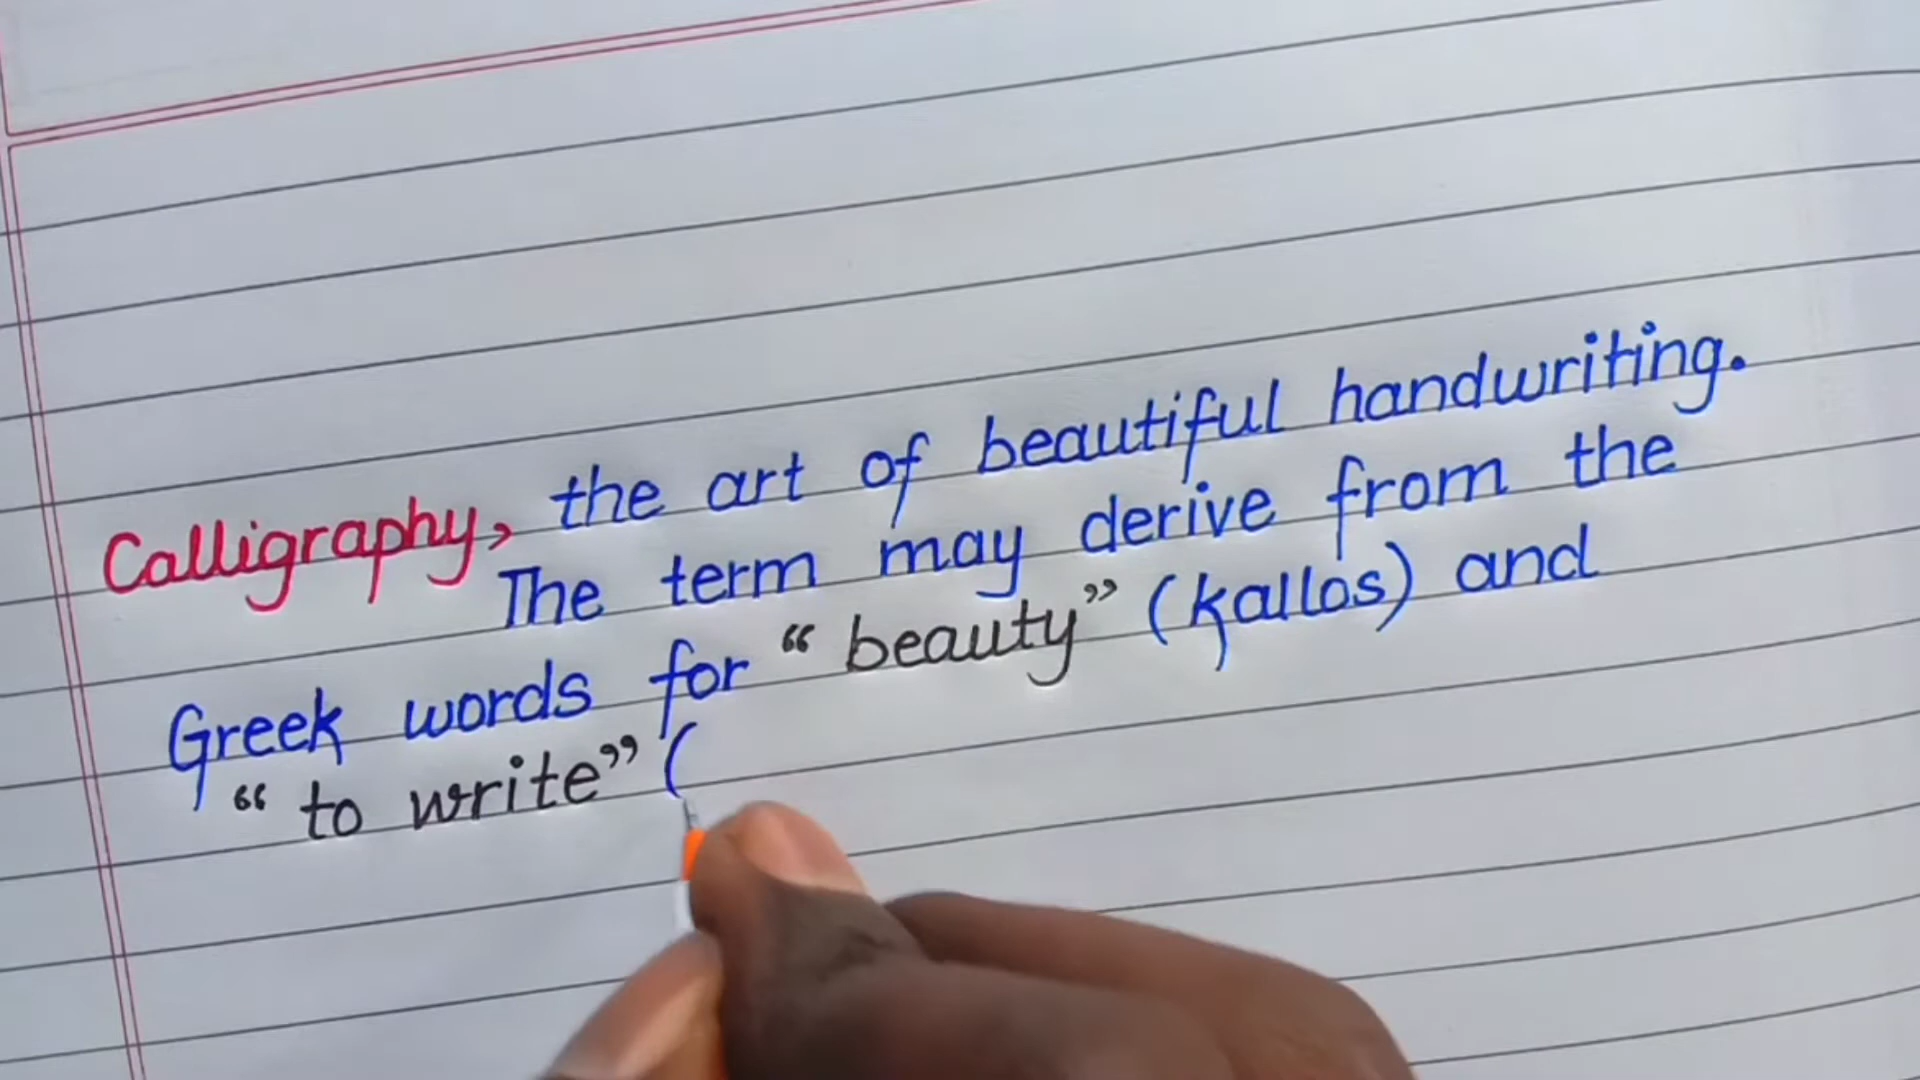 Calligraphy, the art of beautiful handwriting.
The term may derive from the
Greek words for “beauty” (kallos) and
“to write” (